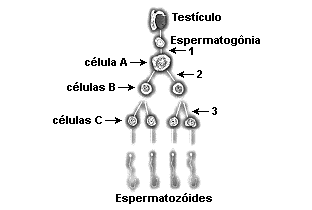 Testículo
Espermatogônia
1
célula A
2
células B
3
células C
Espermatozóides